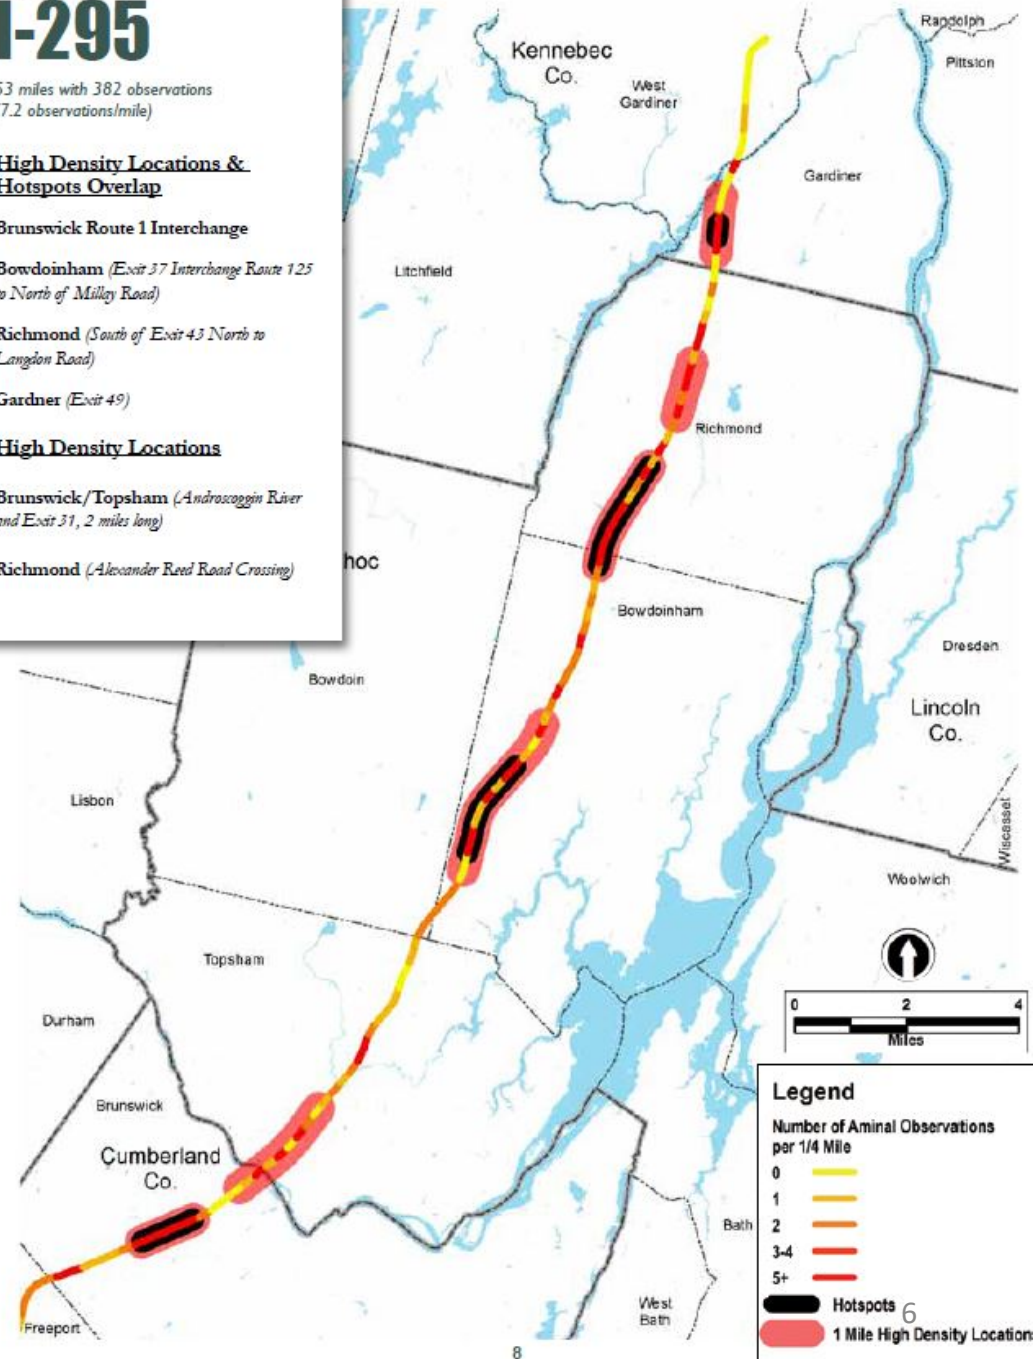 I-295
53 miles with 382 observations
(7.2 observations/mile)
High Density Locations &
Hotspots Overlap
Brunswick Route 1 Interchange
Bowdoinham (Exit 37 Interchange Route 125
to North of Millay Road)
Richmond (South of Exit 43 North to
Langdon Road)
Gardner (Exit 49)
High Density Locations
Brunswick/Topsham (Androscoggin River
and Exit 31, 2 miles long)
Richmond (Alexander Reed Road Crossing)
Kennebec
Co.
West
Gardiner
Randolph
Pittston
Gardiner
Litchfield
Richmond
hoc
Bowdoinham
Dresden
Bowdoin
Lincoln
Co.
Lisbon
Wiscasset
Woolwich
Topsham
Durham
0 2 4
Miles
Brunswick
Cumberland
Co.
Bath
West
Bath
Freeport
Legend
Number of Aminal Observations
per 1/4 Mile
0
1
2
3-4
5+
Hotspots
6
1 Mile High Density Locations
8